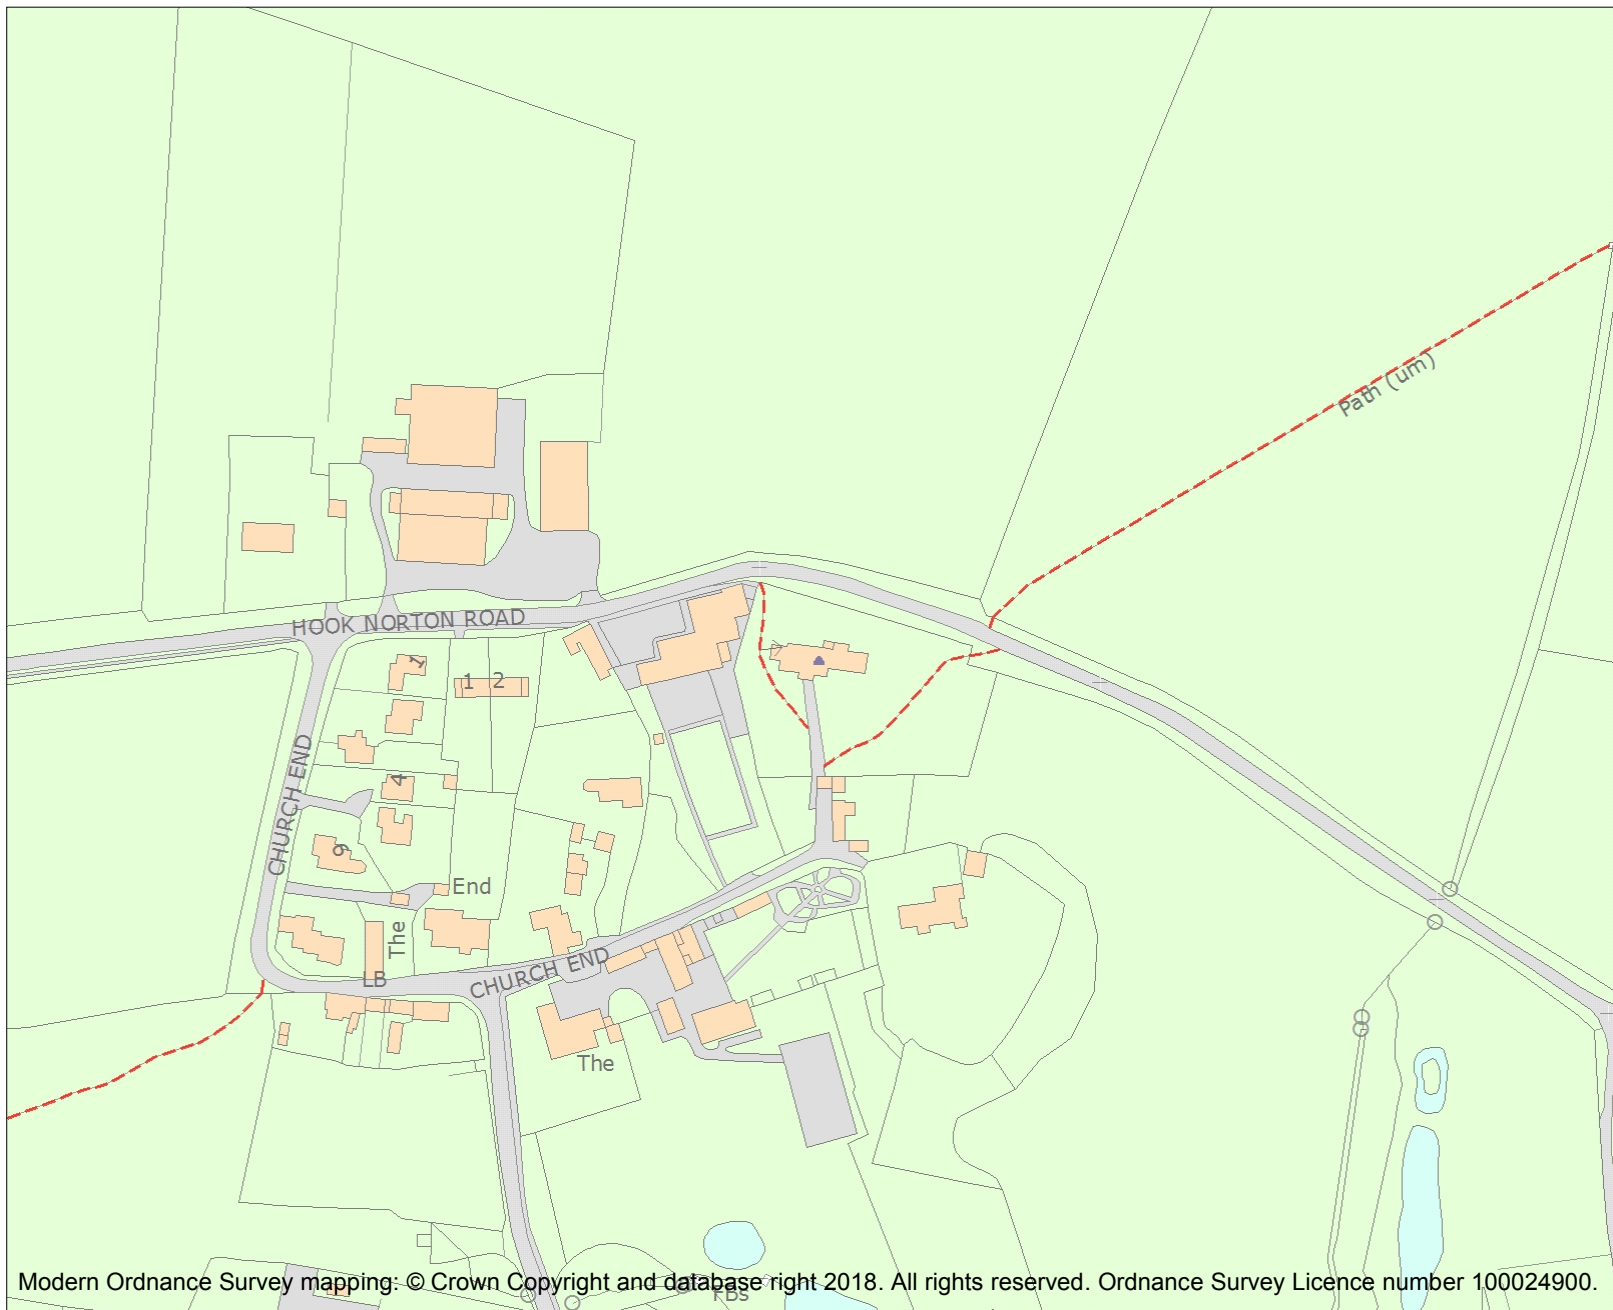 Path (um)
HOOK NORTON ROAD
1
1 2
CHURCH END
4
9
End
The
LB
CHURCH END
The
Modern Ordnance Survey mapping: © Crown Copyright and database right 2018. All rights reserved. Ordnance Survey Licence number 100024900.
FBs